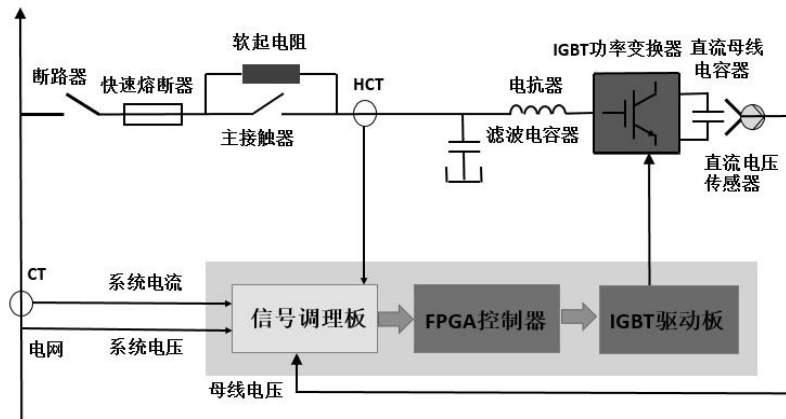 软起电阻
IGBT功率变换器
直流母线
电容器
断路器
快速熔断器
HCT
电抗器
主接触器
滤波电容器
直流电压
传感器
CT
系统电流
信号调理板
FPGA控制器
IGBT驱动板
电网
系统电压
母线电压